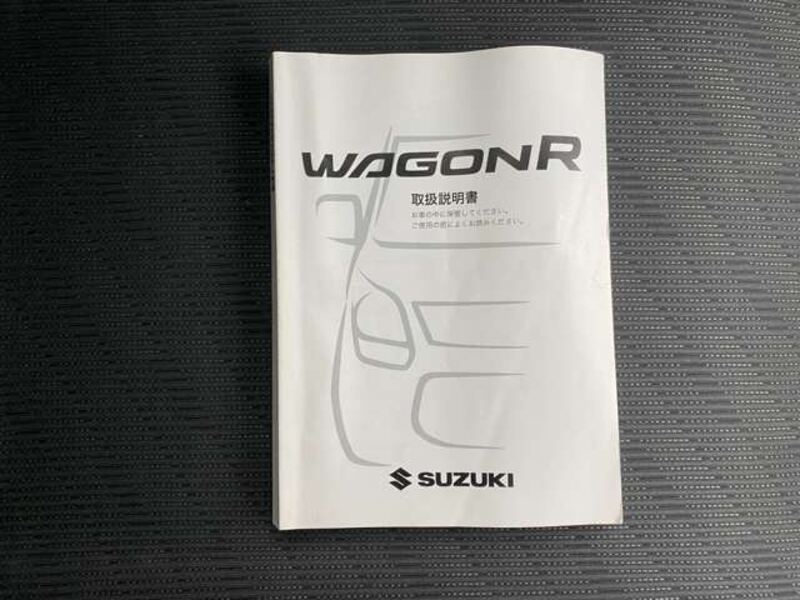 WAGON R
取扱説明書
お車の中に保管してください。
ご使用の前によくお読みください。
SUZUKI